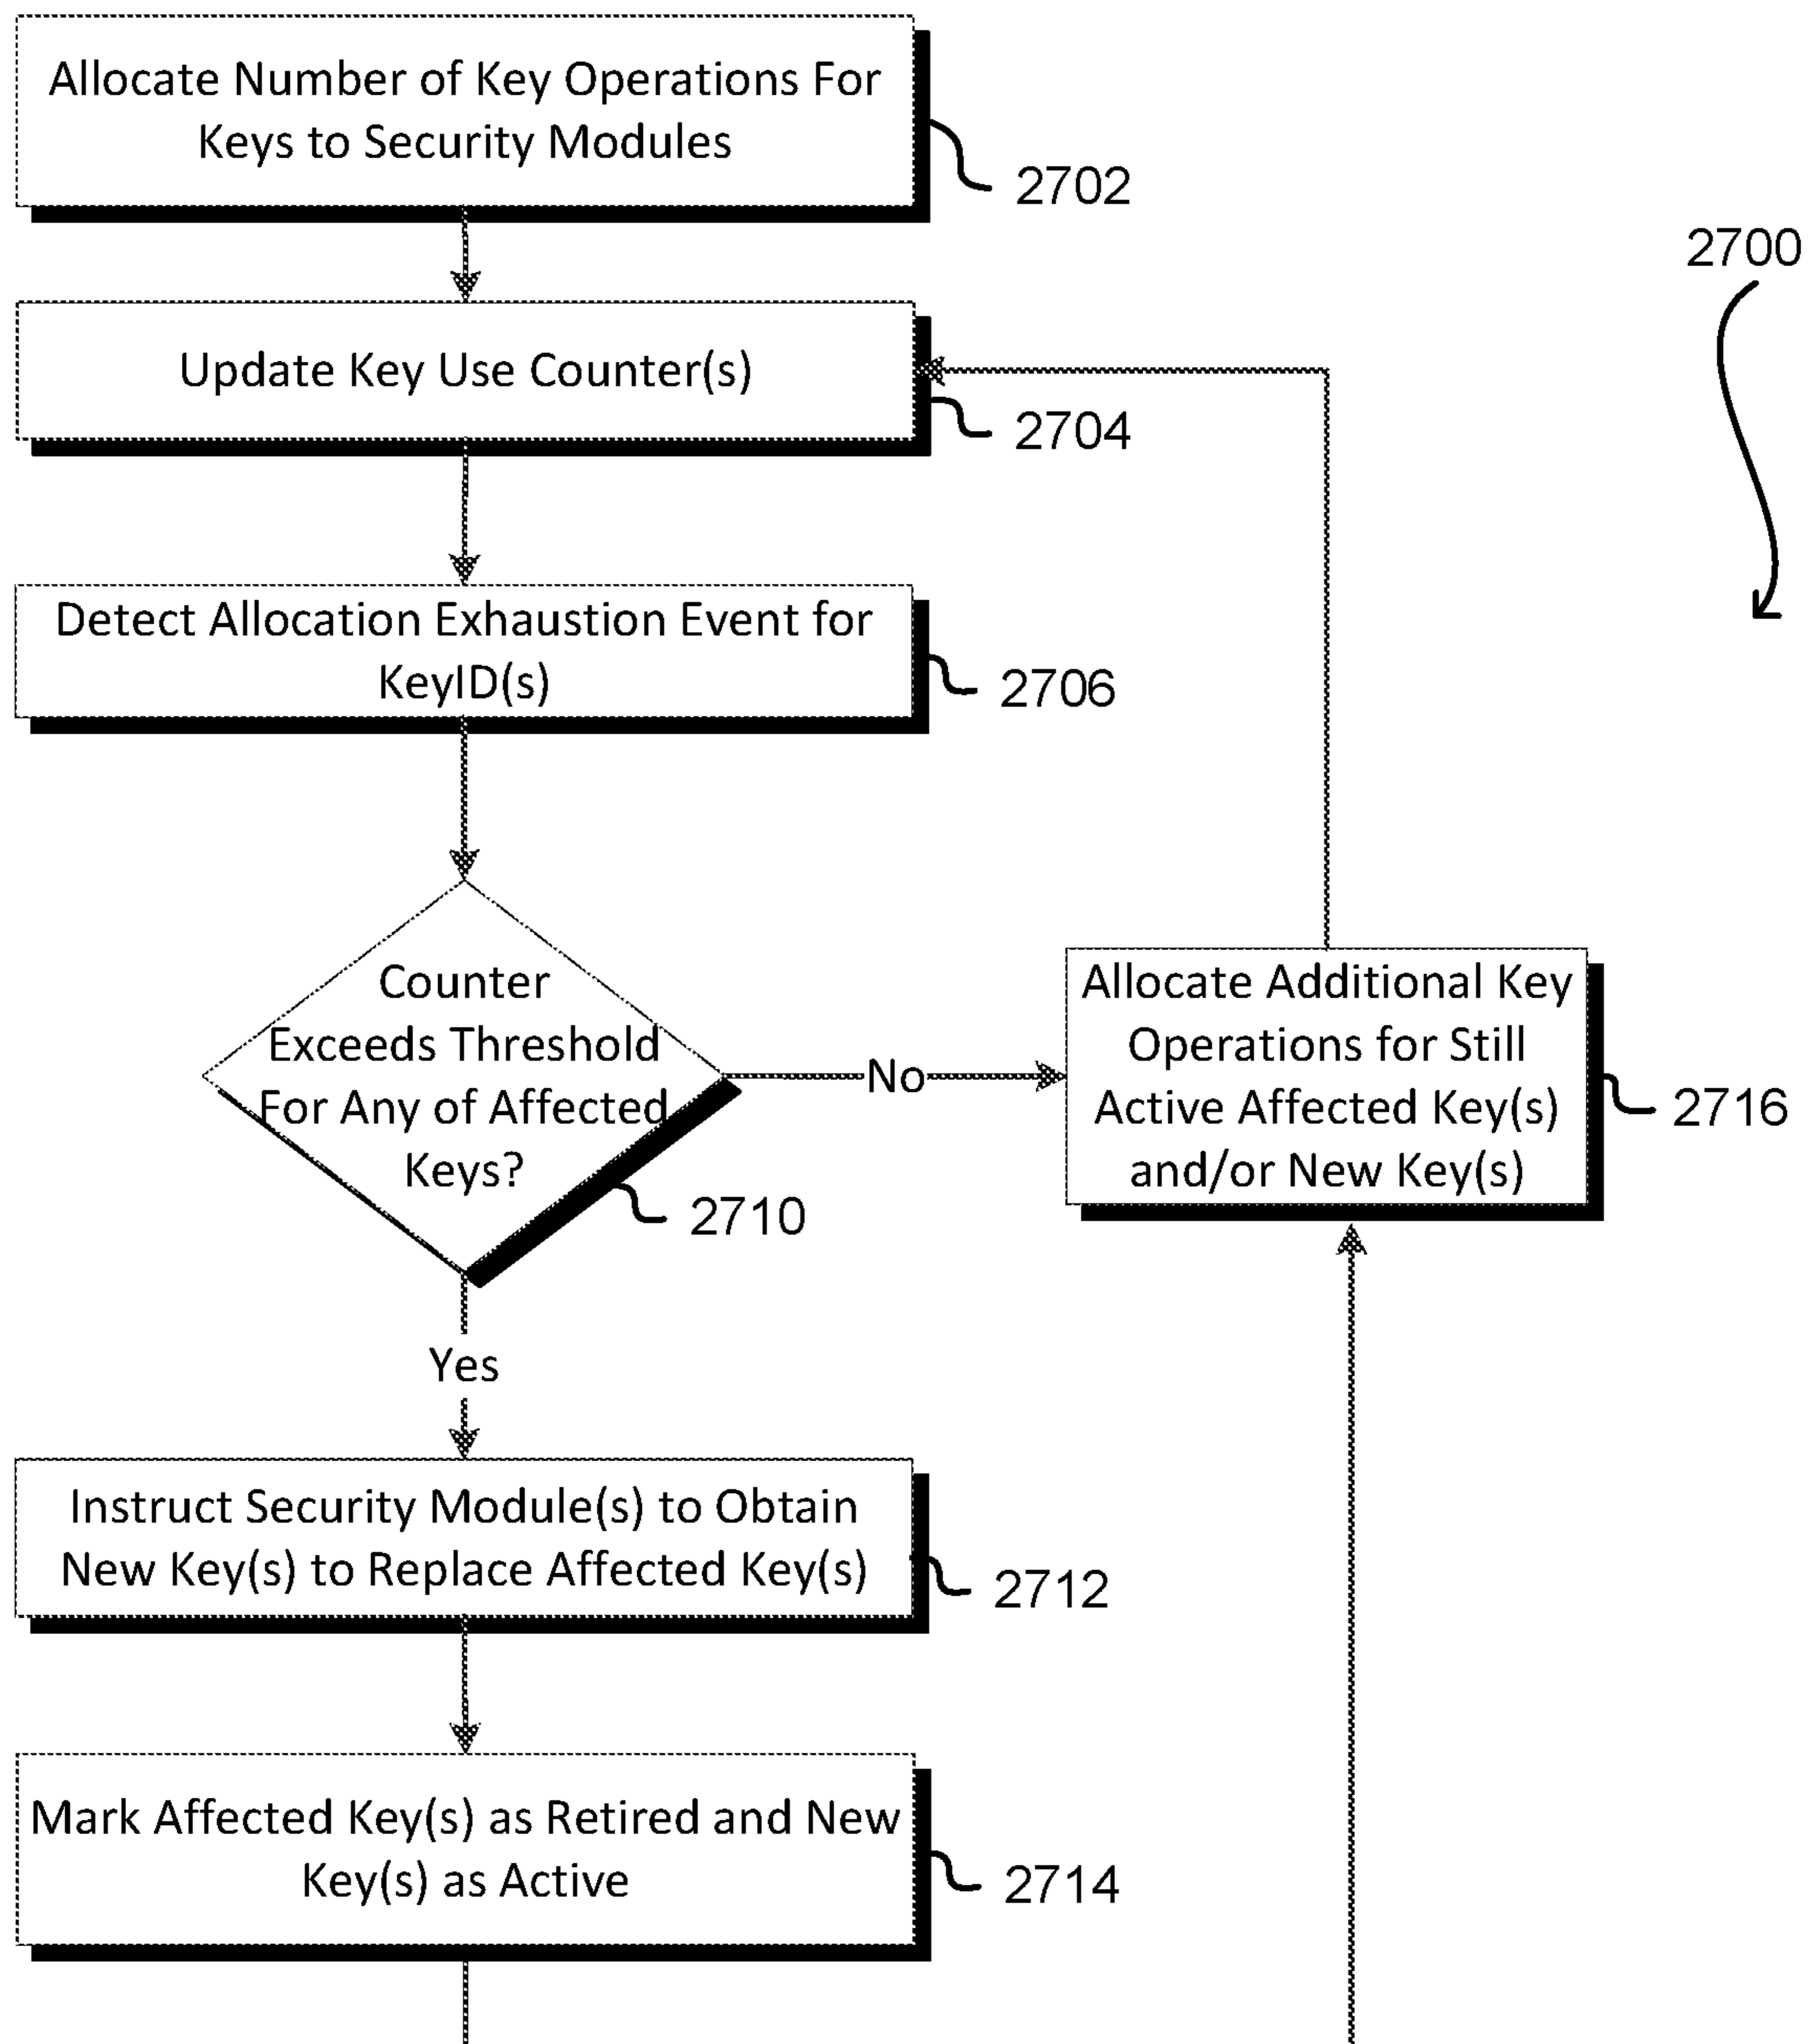 Allocate Number of Key Operations For
Keys to Security Modules
2702
2700
Update Key Use Counter(s)
2704
Detect Allocation Exhaustion Event for
KeyID(s)
2706
Counter
Exceeds Threshold
For Any of Affected
Keys?
2710
No
Allocate Additional Key
Operations for Still
Active Affected Key(s)
and/or New Key(s)
2716
Yes
Instruct Security Module(s) to Obtain
New Key(s) to Replace Affected Key(s)
2712
Mark Affected Key(s) as Retired and New
Key(s) as Active
2714